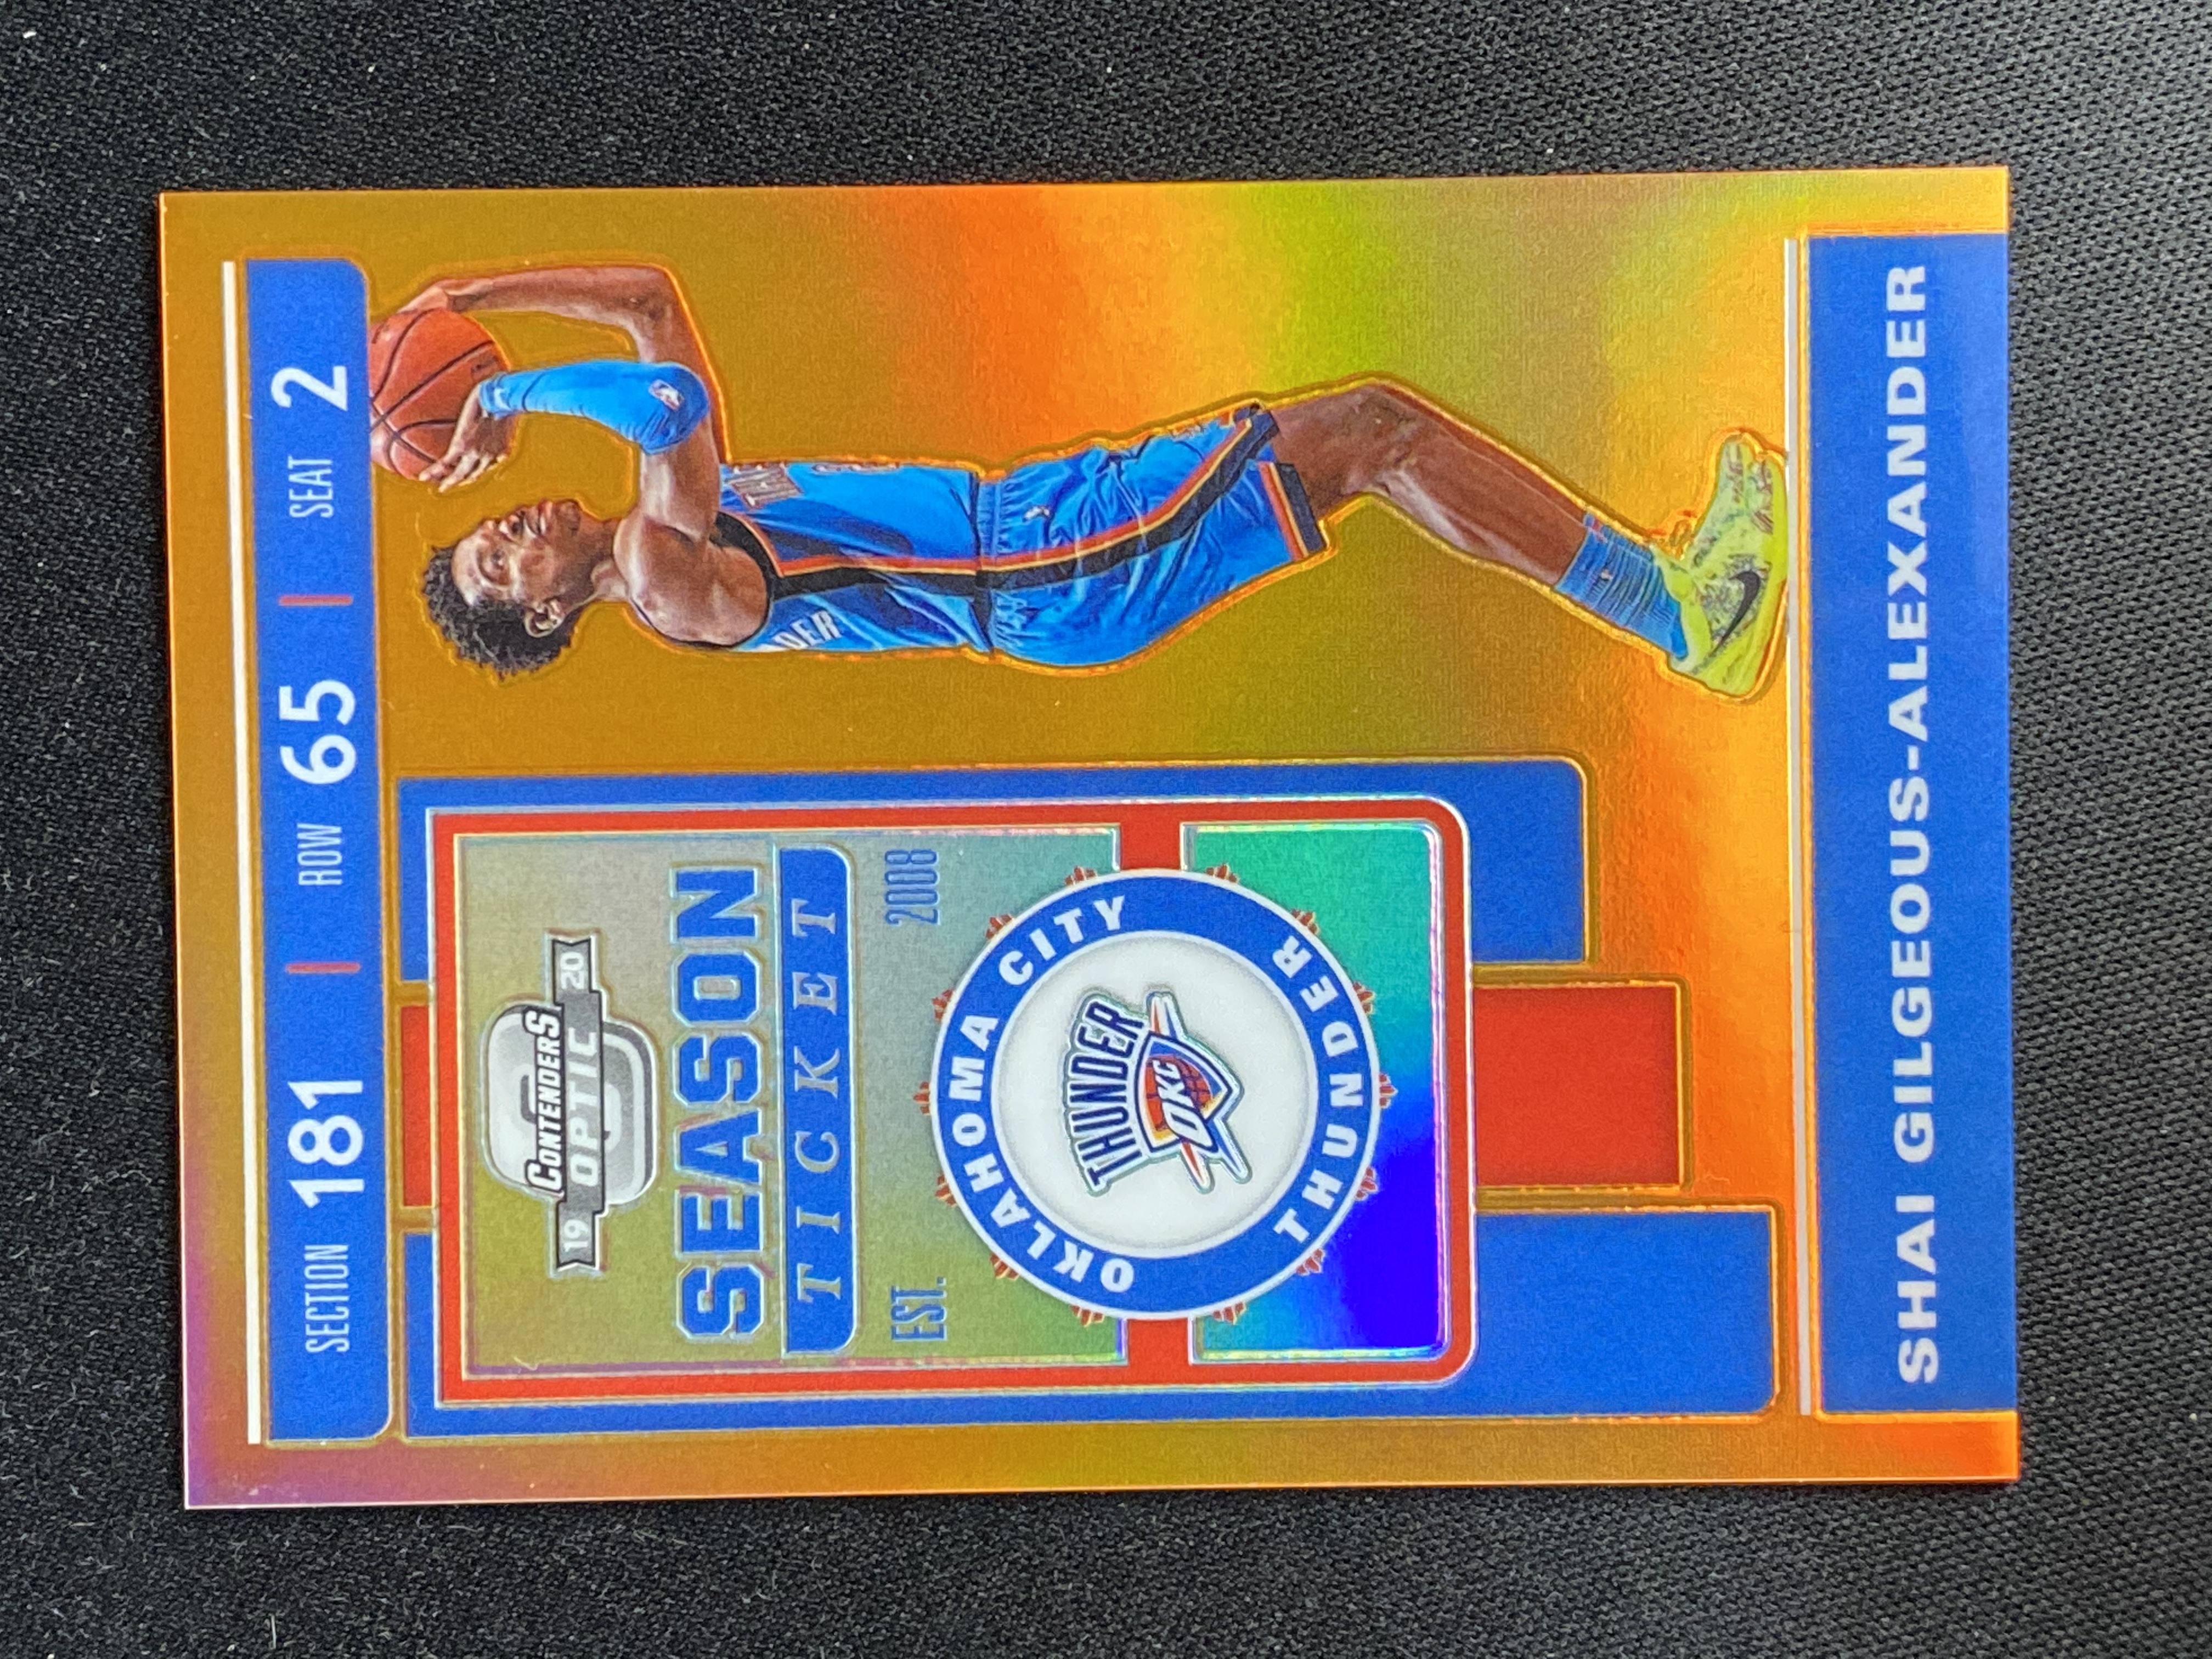 SECTION 181 | ROW 65 | SEAT 2
CONTENDERS
19 OPTIC 20
SEASON
TICKET
EST. 2008
OKLAHOMA CITY
THUNDER
OKC
THUNDER
DER
SHAI GILGEOUS-ALEXANDER